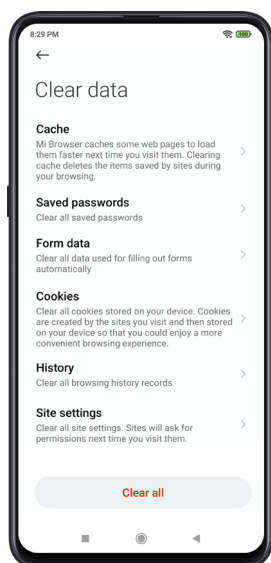 8:29 PM
100
Clear data
Cache
Mi Browser caches some web pages to load
them faster next time you visit them. Clearing
cache deletes the items saved by sites during
your browsing.
Saved passwords
Clear all saved passwords
Form data
Clear all data used for filling out forms
automatically
Cookies
Clear all cookies stored on your device. Cookies
are created by the sites you visit and then stored
on your device so that you could enjoy a more
convenient browsing experience.
History
Clear all browsing history records
Site settings
Clear all site settings. Sites will ask for
permissions next time you visit them.
Clear all